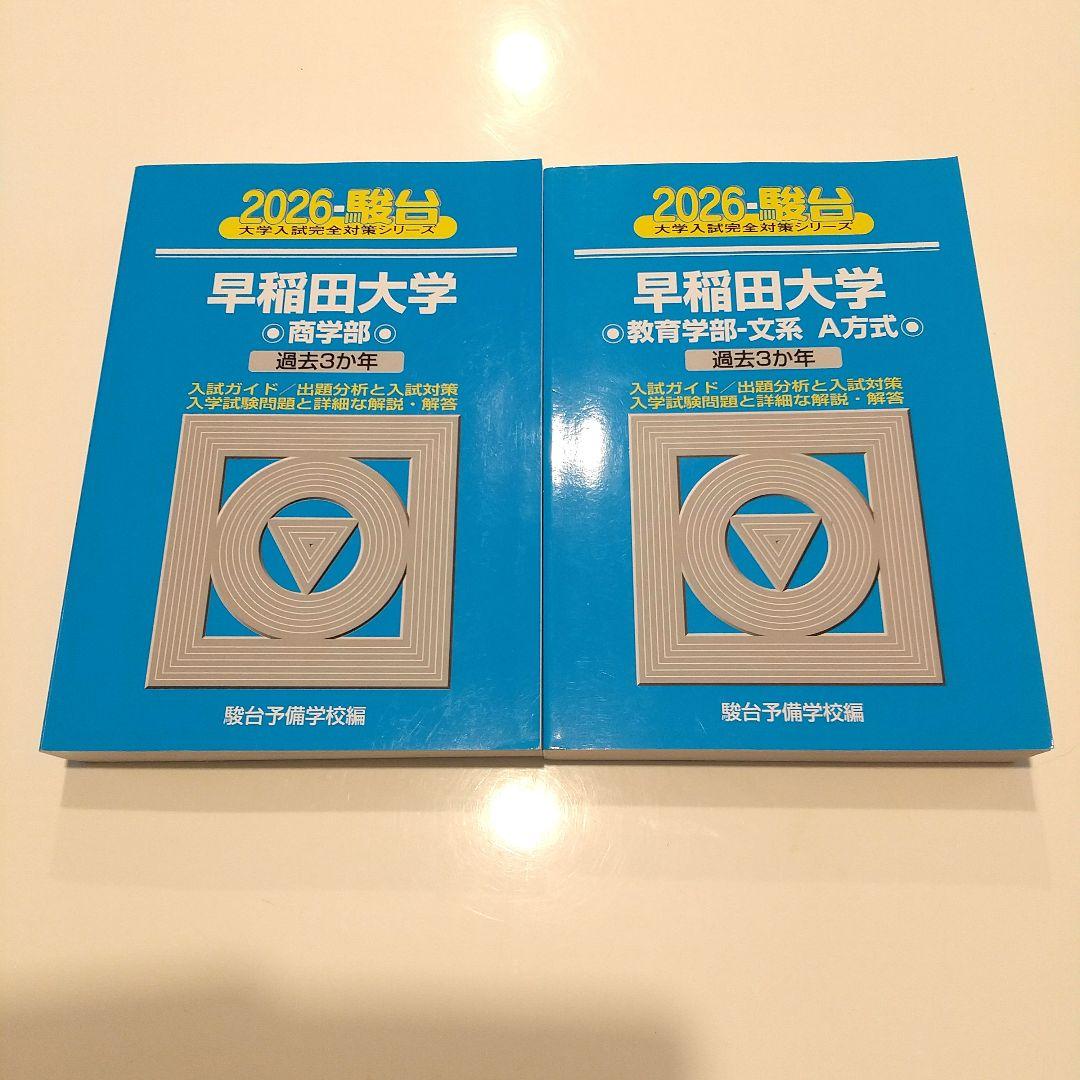 2026-駿台
大学入試完全対策シリーズ
早稲田大学
◉商学部◉
過去3か年
入試ガイド／出題分析と入試対策
入学試験問題と詳細な解説・解答
駿台予備学校編
2026-駿台
大学入試完全対策シリーズ
早稲田大学
◉教育学部-文系 A方式◉
過去3か年
入試ガイド／出題分析と入試対策
入学試験問題と詳細な解説・解答
駿台予備学校編